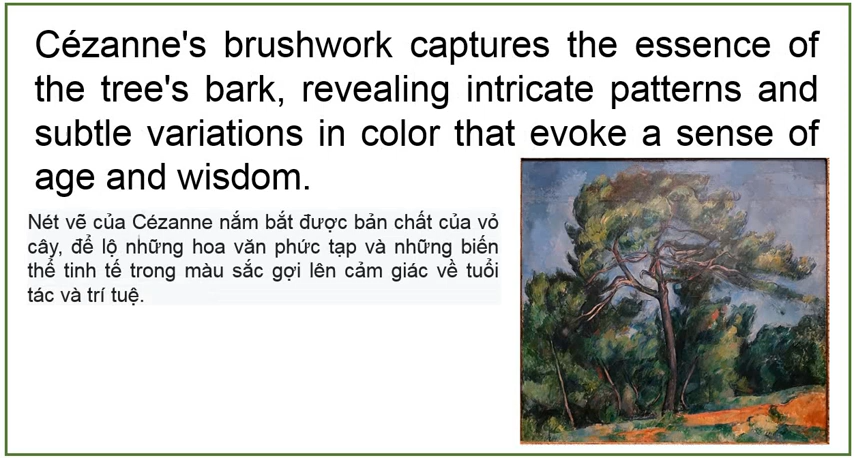 Cézanne's brushwork captures the essence of
the tree's bark, revealing intricate patterns and
subtle variations in color that evoke a sense of
age and wisdom.
Nét vẽ của Cézanne nắm bắt được bản chất của vỏ
cây, để lộ những hoa văn phức tạp và những biến
thể tinh tế trong màu sắc gợi lên cảm giác về tuổi
tác và trí tuệ.